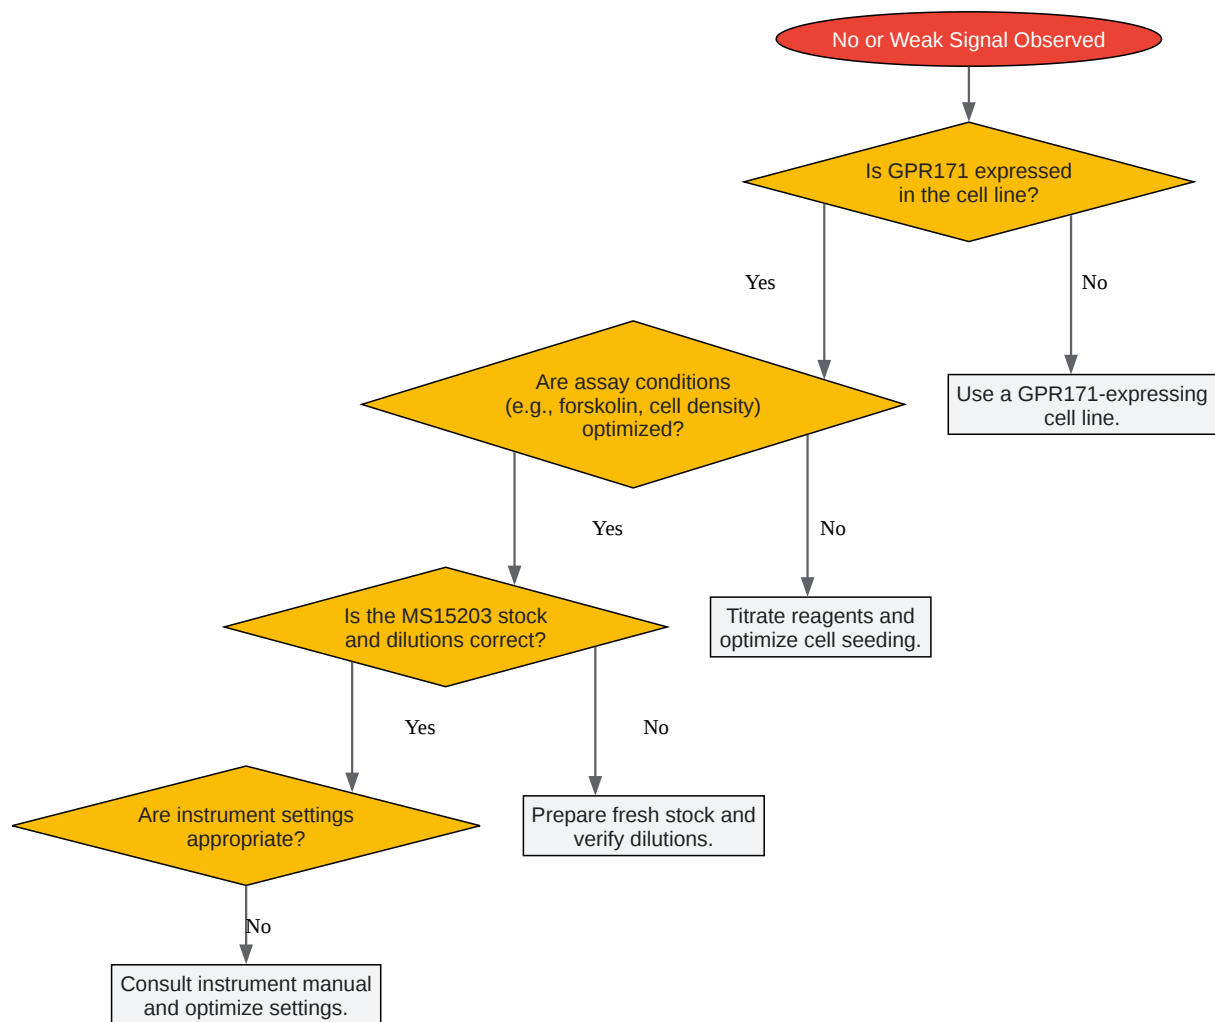 No or Weak Signal Observed
Is GPR171 expressed
in the cell line?
Yes
No
Are assay conditions
(e.g., forskolin, cell density)
optimized?
Use a GPR171-expressing
cell line.
Yes
No
Is the MS15203 stock
and dilutions correct?
Titrate reagents and
optimize cell seeding.
Yes
No
Are instrument settings
appropriate?
Prepare fresh stock and
verify dilutions.
No
Consult instrument manual
and optimize settings.